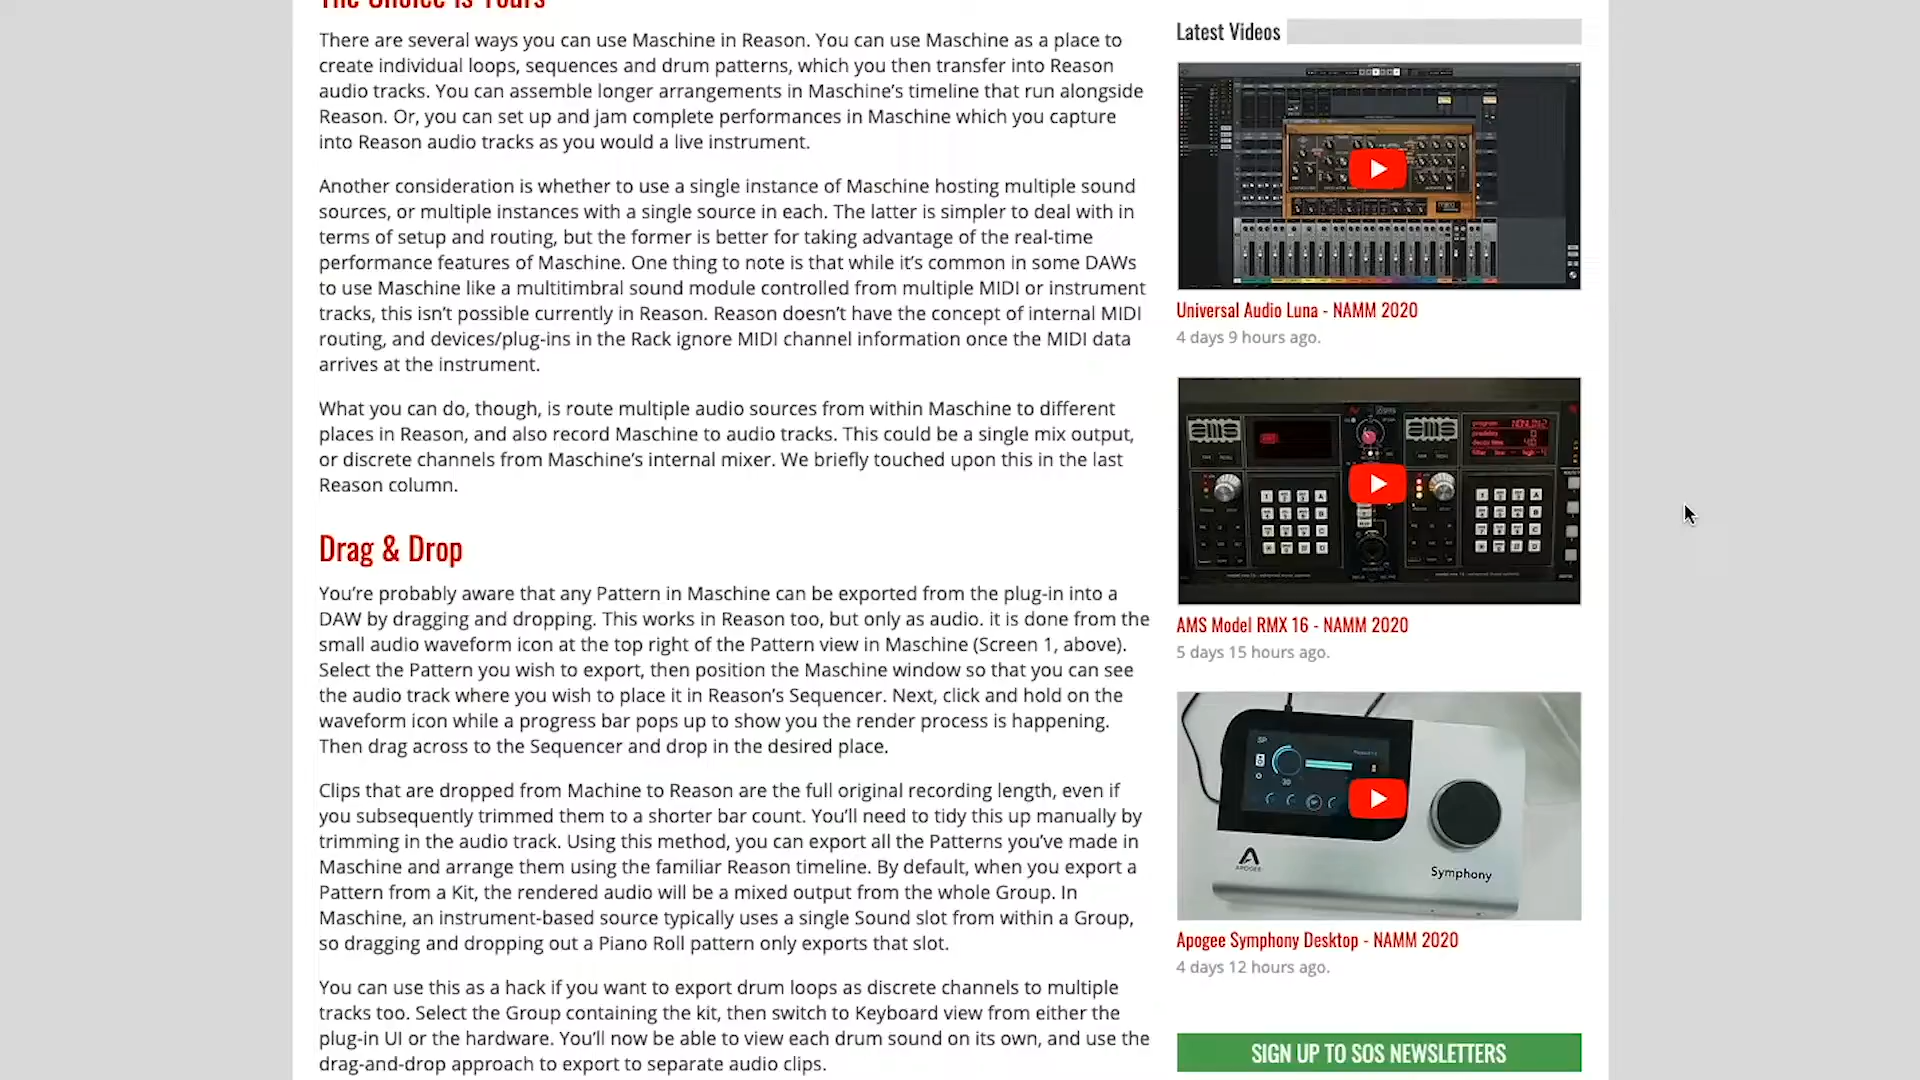 The Choice Is Yours
There are several ways you can use Maschine in Reason. You can use Maschine as a place to
create individual loops, sequences and drum patterns, which you then transfer into Reason
audio tracks. You can assemble longer arrangements in Maschine's timeline that run alongside
Reason. Or, you can set up and jam complete performances in Maschine which you capture
into Reason audio tracks as you would a live instrument.
Another consideration is whether to use a single instance of Maschine hosting multiple sound
sources, or multiple instances with a single source in each. The latter is simpler to deal with in
terms of setup and routing, but the former is better for taking advantage of the real-time
performance features of Maschine. One thing to note is that while it's common in some DAWs
to use Maschine like a multitimbral sound module controlled from multiple MIDI or instrument
tracks, this isn't possible currently in Reason. Reason doesn't have the concept of internal MIDI
routing, and devices/plug-ins in the Rack ignore MIDI channel information once the MIDI data
arrives at the instrument.
What you can do, though, is route multiple audio sources from within Maschine to different
places in Reason, and also record Maschine to audio tracks. This could be a single mix output,
or discrete channels from Maschine's internal mixer. We briefly touched upon this in the last
Reason column.
Drag & Drop
You're probably aware that any Pattern in Maschine can be exported from the plug-in into a
DAW by dragging and dropping. This works in Reason too, but only as audio. it is done from the
small audio waveform icon at the top right of the Pattern view in Maschine (Screen 1, above).
Select the Pattern you wish to export, then position the Maschine window so that you can see
the audio track where you wish to place it in Reason's Sequencer. Next, click and hold on the
waveform icon while a progress bar pops up to show you the render process is happening.
Then drag across to the Sequencer and drop in the desired place.
Clips that are dropped from Machine to Reason are the full original recording length, even if
you subsequently trimmed them to a shorter bar count. You'll need to tidy this up manually by
trimming in the audio track. Using this method, you can export all the Patterns you've made in
Maschine and arrange them using the familiar Reason timeline. By default, when you export a
Pattern from a Kit, the rendered audio will be a mixed output from the whole Group. In
Maschine, an instrument-based source typically uses a single Sound slot from within a Group,
so dragging and dropping out a Piano Roll pattern only exports that slot.
You can use this as a hack if you want to export drum loops as discrete channels to multiple
tracks too. Select the Group containing the kit, then switch to Keyboard view from either the
plug-in UI or the hardware. You'll now be able to view each drum sound on its own, and use the
drag-and-drop approach to export to separate audio clips.
Latest Videos
Universal Audio Luna - NAMM 2020
4 days 9 hours ago.
ams
ams
AMS Model RMX 16 - NAMM 2020
5 days 15 hours ago.
APOGEE
Symphony
Apogee Symphony Desktop - NAMM 2020
4 days 12 hours ago.
SIGN UP TO SOS NEWSLETTERS